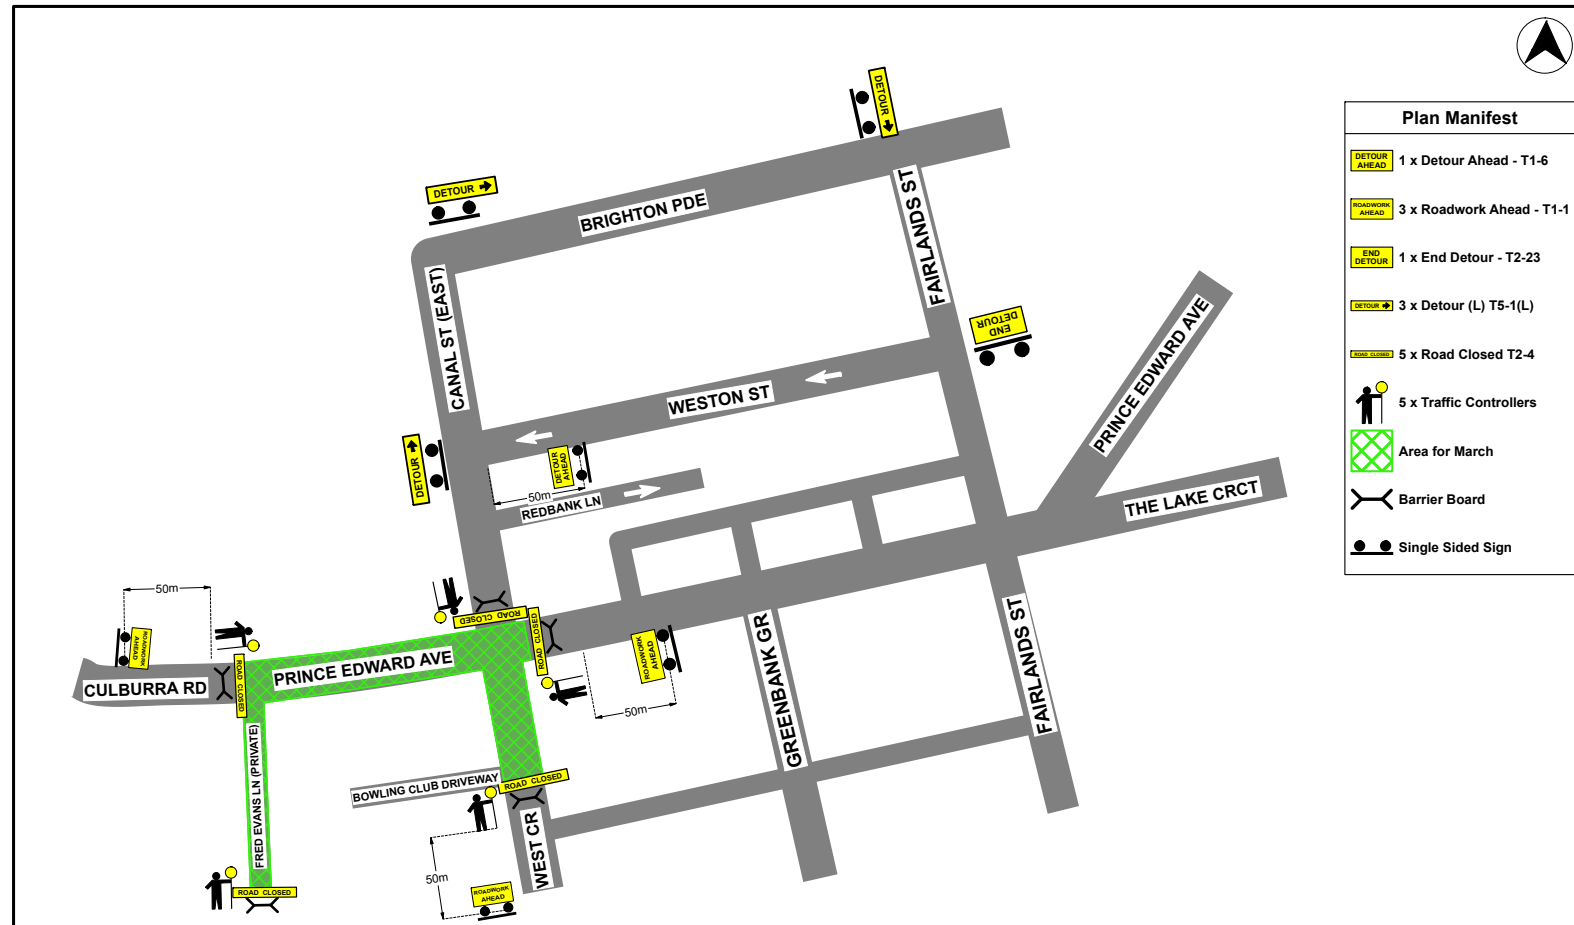 DETOUR
DETOUR
BRIGHTON PDE
FAIRLANDS ST
CANAL ST (EAST)
END
DETOUR
PRINCE EDWARD AVE
WESTON ST
DETOUR
DETOUR
AHEAD
50m
REDBANK LN
THE LAKE CRCT
50m
ROAD CLOSED
ROAD CLOSED
ROADWORK
AHEAD
ROADWORK
AHEAD
PRINCE EDWARD AVE
CULBURRA RD
ROAD CLOSED
50m
FAIRLANDS ST
GREENBANK GR
FRED EVANS LN (PRIVATE)
BOWLING CLUB DRIVEWAY
ROAD CLOSED
WEST CR
50m
ROADWORK
AHEAD
ROAD CLOSED
Plan Manifest
DETOUR
AHEAD
1 x Detour Ahead - T1-6
ROADWORK
AHEAD
3 x Roadwork Ahead - T1-1
END
DETOUR
1 x End Detour - T2-23
DETOUR
3 x Detour (L) T5-1(L)
ROAD CLOSED
5 x Road Closed T2-4
5 x Traffic Controllers
Area for March
Barrier Board
Single Sided Sign